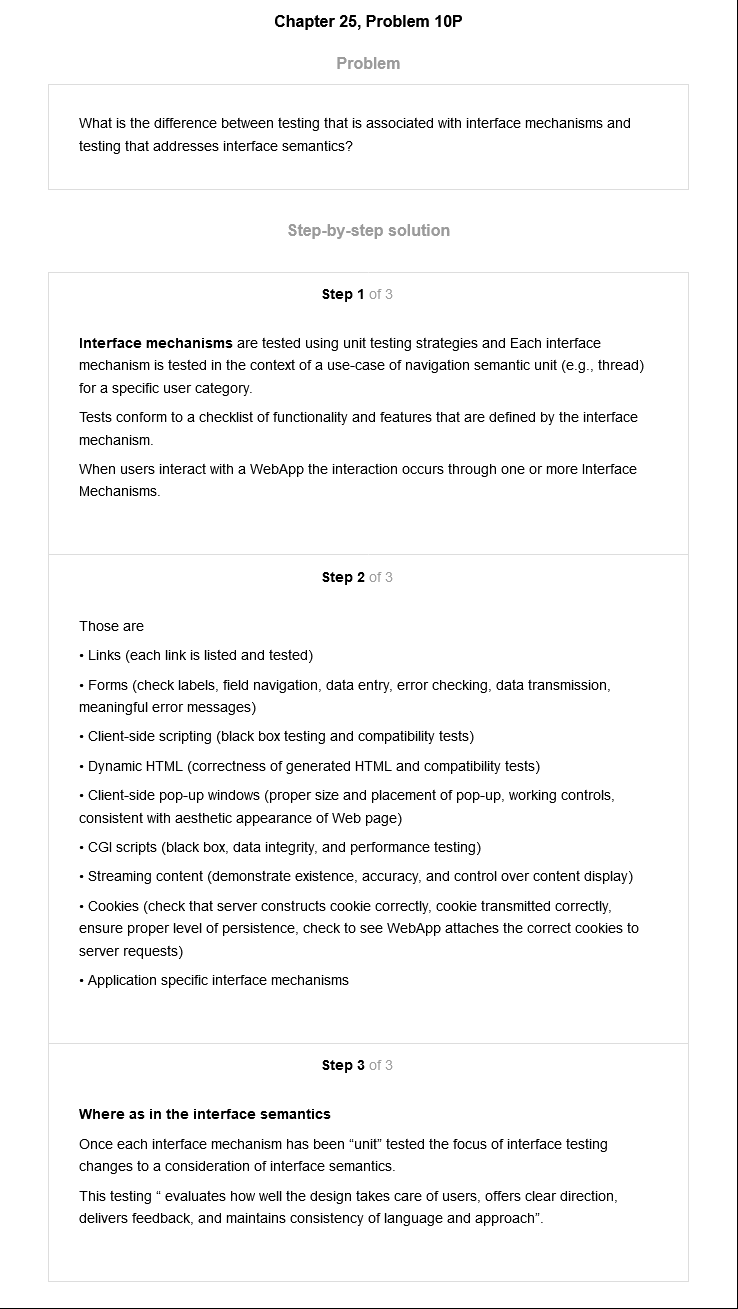 Chapter 25, Problem 10P
Problem
What is the difference between testing that is associated with interface mechanisms and
testing that addresses interface semantics?
Step-by-step solution
Step 1 of 3
Interface mechanisms are tested using unit testing strategies and Each interface
mechanism is tested in the context of a use-case of navigation semantic unit (e.g., thread)
for a specific user category.
Tests conform to a checklist of functionality and features that are defined by the interface
mechanism.
When users interact with a WebApp the interaction occurs through one or more Interface
Mechanisms.
Step 2 of 3
Those are
• Links (each link is listed and tested)
• Forms (check labels, field navigation, data entry, error checking, data transmission,
meaningful error messages)
• Client-side scripting (black box testing and compatibility tests)
• Dynamic HTML (correctness of generated HTML and compatibility tests)
• Client-side pop-up windows (proper size and placement of pop-up, working controls,
consistent with aesthetic appearance of Web page)
• CGI scripts (black box, data integrity, and performance testing)
• Streaming content (demonstrate existence, accuracy, and control over content display)
• Cookies (check that server constructs cookie correctly, cookie transmitted correctly,
ensure proper level of persistence, check to see WebApp attaches the correct cookies to
server requests)
• Application specific interface mechanisms
Step 3 of 3
Where as in the interface semantics
Once each interface mechanism has been “unit” tested the focus of interface testing
changes to a consideration of interface semantics.
This testing “ evaluates how well the design takes care of users, offers clear direction,
delivers feedback, and maintains consistency of language and approach”.